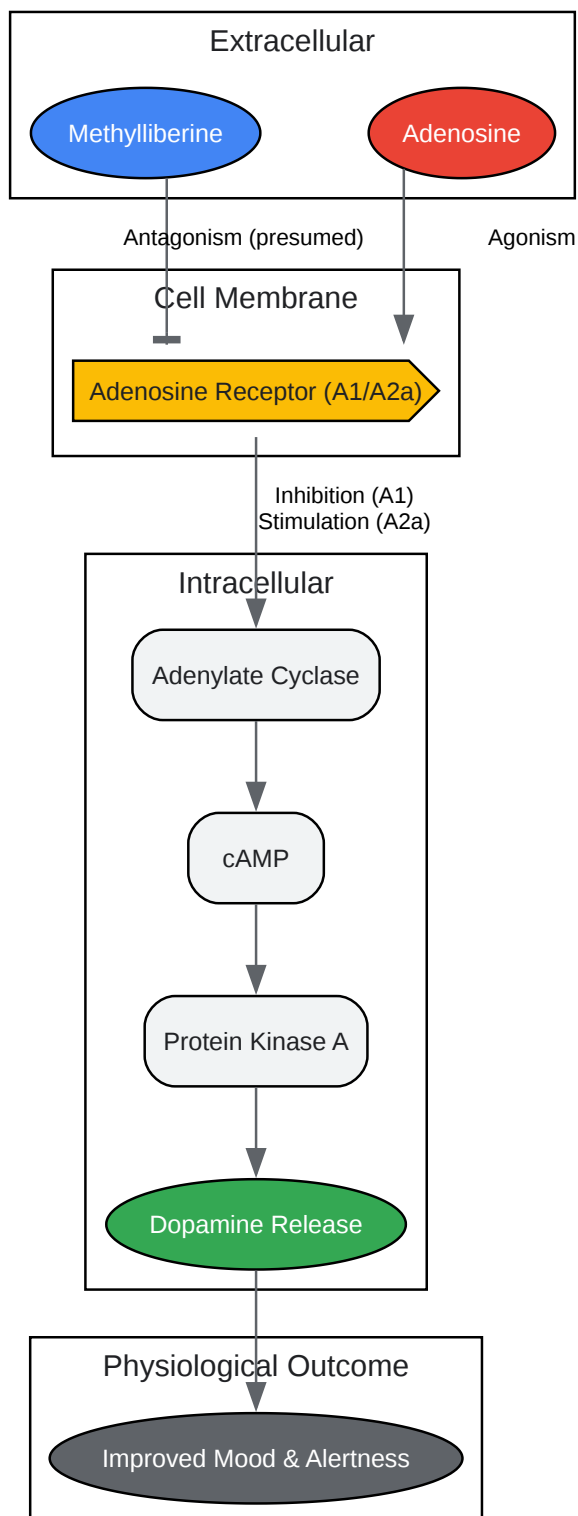 Extracellular
Methylliberine
Adenosine
Antagonism (presumed)
Agonism
Cell Membrane
Adenosine Receptor (A1/A2a)
Inhibition (A1)
Stimulation (A2a)
Intracellular
Adenylate Cyclase
cAMP
Protein Kinase A
Dopamine Release
Physiological Outcome
Improved Mood & Alertness